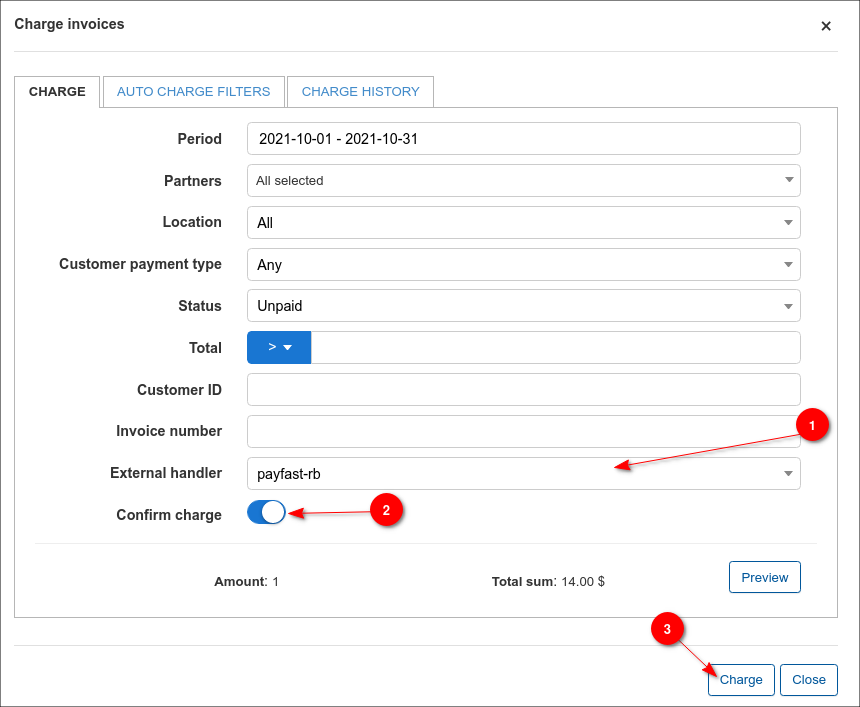 Charge invoices
×
CHARGE AUTO CHARGE FILTERS CHARGE HISTORY
Period 2021-10-01 - 2021-10-31
Partners All selected
Location All
Customer payment type Any
Status Unpaid
Total >
Customer ID
Invoice number
1
External handler payfast-rb
Confirm charge 2
Amount: 1 Total sum: 14.00 $ Preview
3
Charge Close